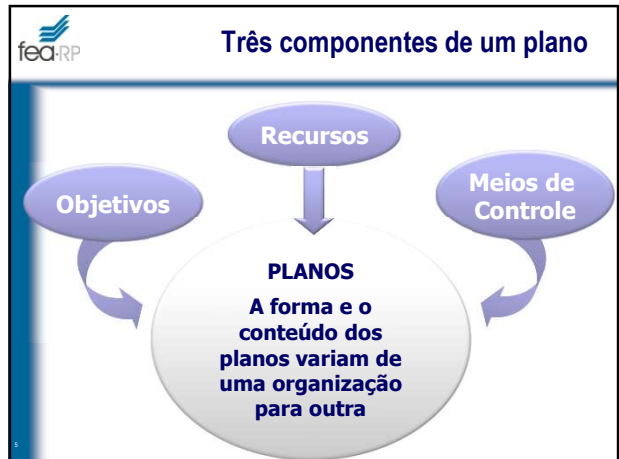 fea-RP
Três componentes de um plano
Recursos
Objetivos
Meios de
Controle
PLANOS
A forma e o
conteúdo dos
planos variam de
uma organização
para outra
5